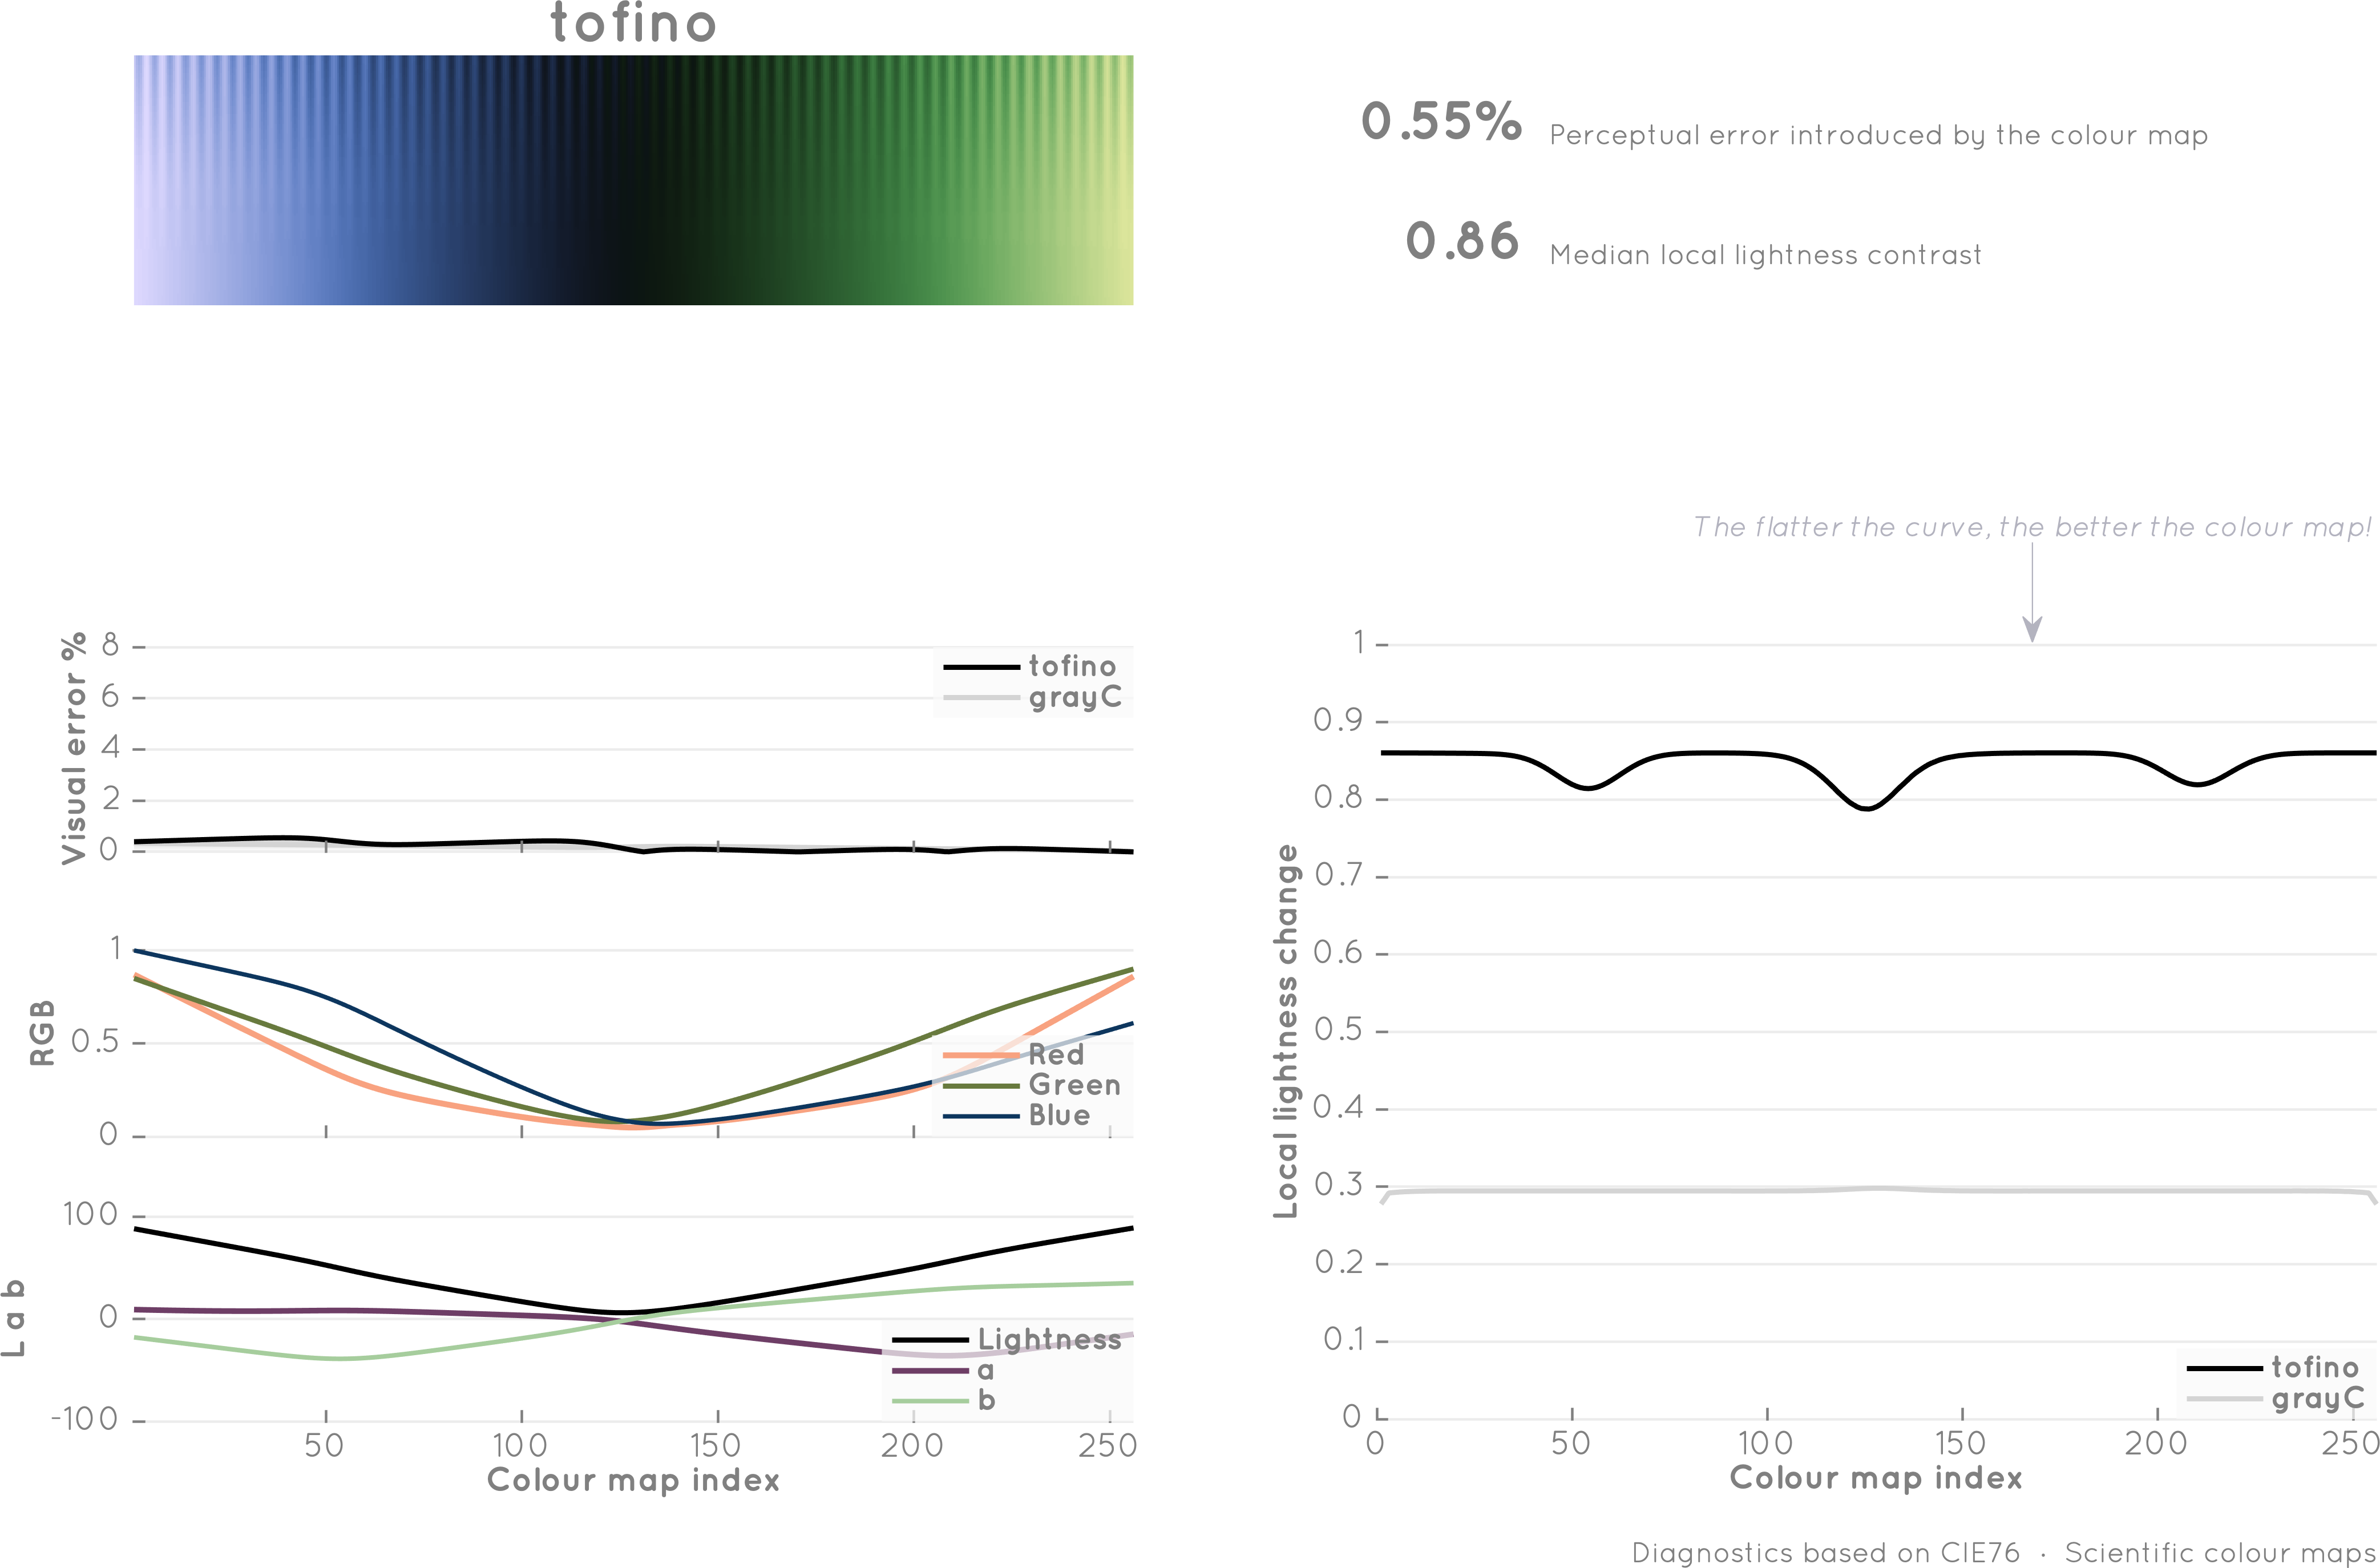 tofino
0.55% Perceptual error introduced by the colour map
0.86 Median local lightness contrast
The flatter the curve, the better the colour map!
Visual error %
8
6
4
2
0
tofino
grayC
RGB
1
0.5
0
Red
Green
Blue
L a b
100
0
-100
Lightness
a
b
50 100 150 200 250
Colour map index
Local lightness change
1
0.9
0.8
0.7
0.6
0.5
0.4
0.3
0.2
0.1
0
tofino
grayC
0 50 100 150 200 250
Colour map index
Diagnostics based on CIE76 · Scientific colour maps